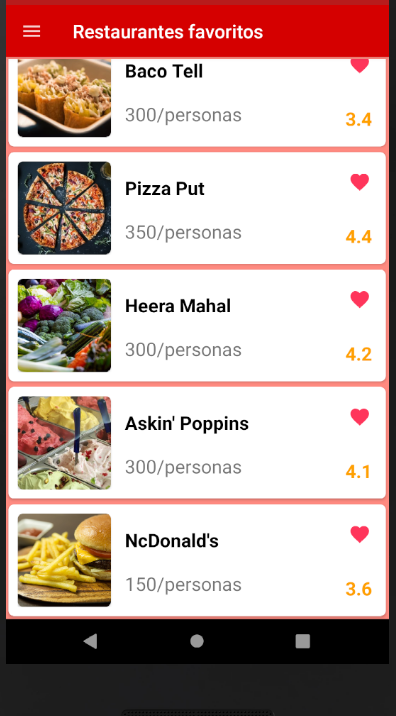 Restaurantes favoritos
Baco Tell
300/personas
3.4
Pizza Put
350/personas
4.4
Heera Mahal
300/personas
4.2
Askin' Poppins
300/personas
4.1
NcDonald's
150/personas
3.6